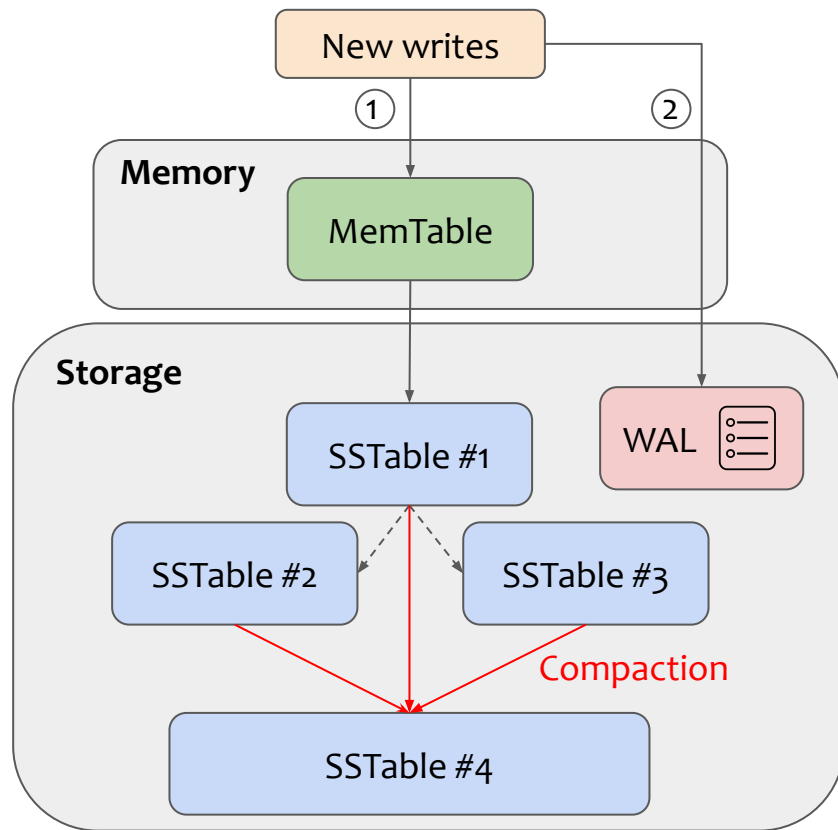 New writes
1
2
Memory
MemTable
Storage
SSTable #1
WAL
SSTable #2
SSTable #3
Compaction
SSTable #4